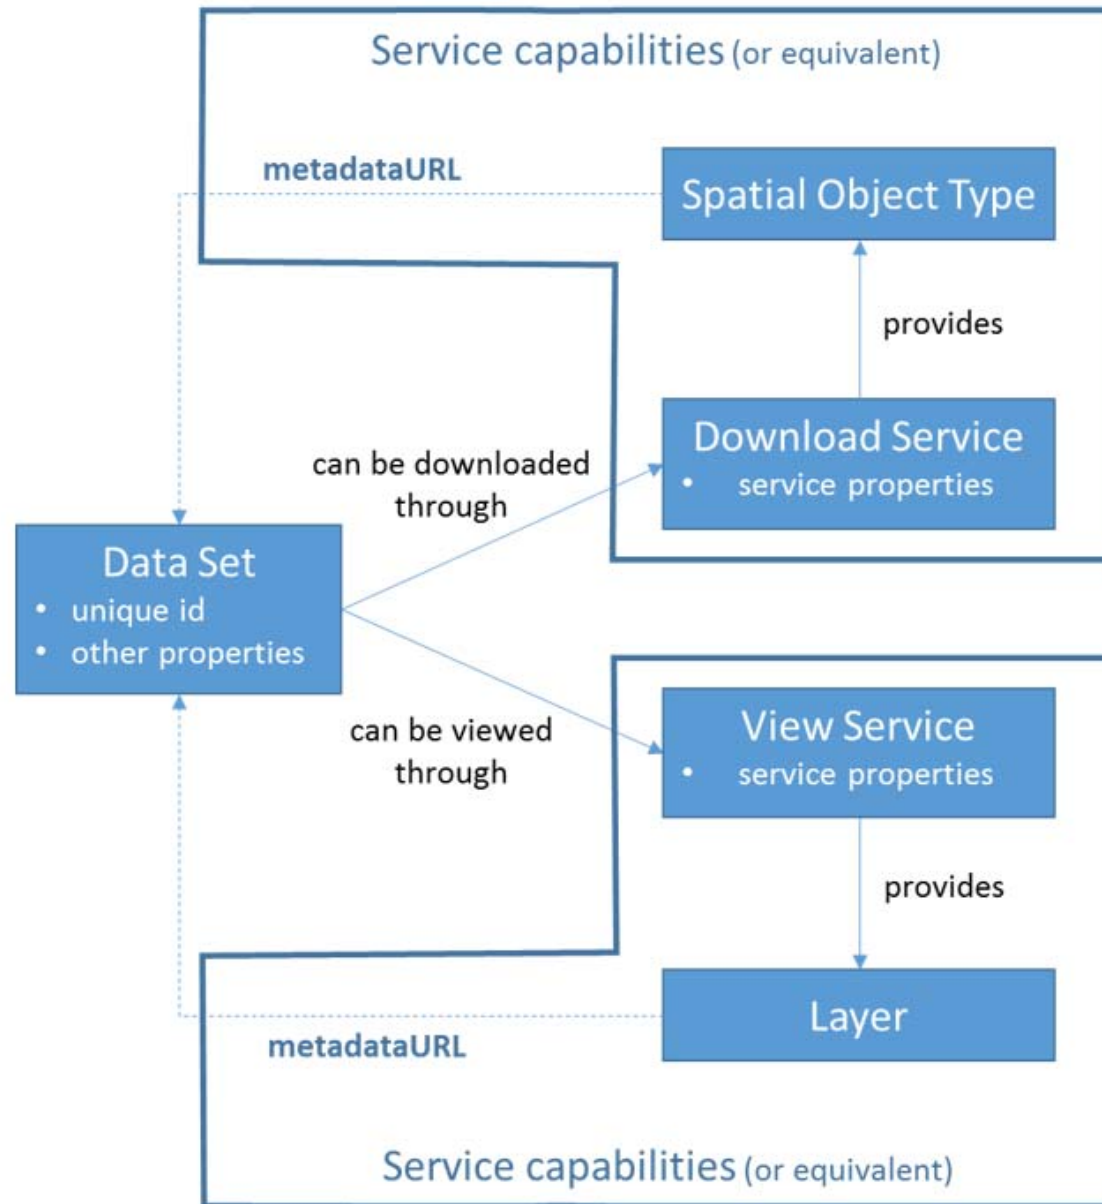 Service capabilities (or equivalent)
metadataURL
Spatial Object Type
provides
Download Service
• service properties
can be downloaded
through
Data Set
• unique id
• other properties
can be viewed
through
View Service
• service properties
provides
Layer
metadataURL
Service capabilities (or equivalent)